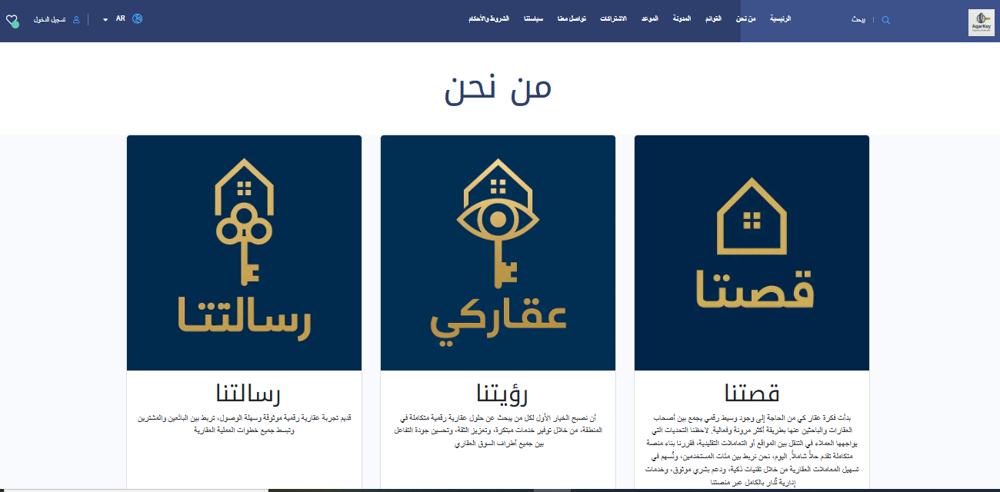 AqarKey
يبحث
الرئيسية
من نحن
القوائم
المدونة
الموعد
الاشتراكات
تواصل معنا
سياستنا
الشروط والأحكام
AR
تسجيل الدخول
من نحن
قصتنا
قصتنا
بدأت فكرة عقار كي من الحاجة إلى وجود وسيط رقمي يجمع بين أصحاب
العقارات والباحثين عنها بطريقة أكثر مرونة وفعالية. لاحظنا التحديات التي
يواجهها العملاء في التنقل بين المواقع أو التعاملات التقليدية، فقررنا بناء منصة
متكاملة تقدم حلاً شاملاً. اليوم، نحن نربط بين مئات المستخدمين، ونُسهم في
تسهيل المعاملات العقارية من خلال تقنيات ذكية، ودعم بشري موثوق، وخدمات
إدارية تُدار بالكامل عبر منصتنا
عقاركي
رؤيتنا
أن نصبح الخيار الأول لكل من يبحث عن حلول عقارية رقمية متكاملة في
المنطقة، من خلال توفير خدمات مبتكرة، وتعزيز الثقة، وتحسين جودة التفاعل
بين جميع أطراف السوق العقاري
رسالتتنا
رسالتنا
قديم تجربة عقارية رقمية موثوقة وسهلة الوصول، تربط بين البائعين والمشترين
وتبسط جميع خطوات العملية العقارية